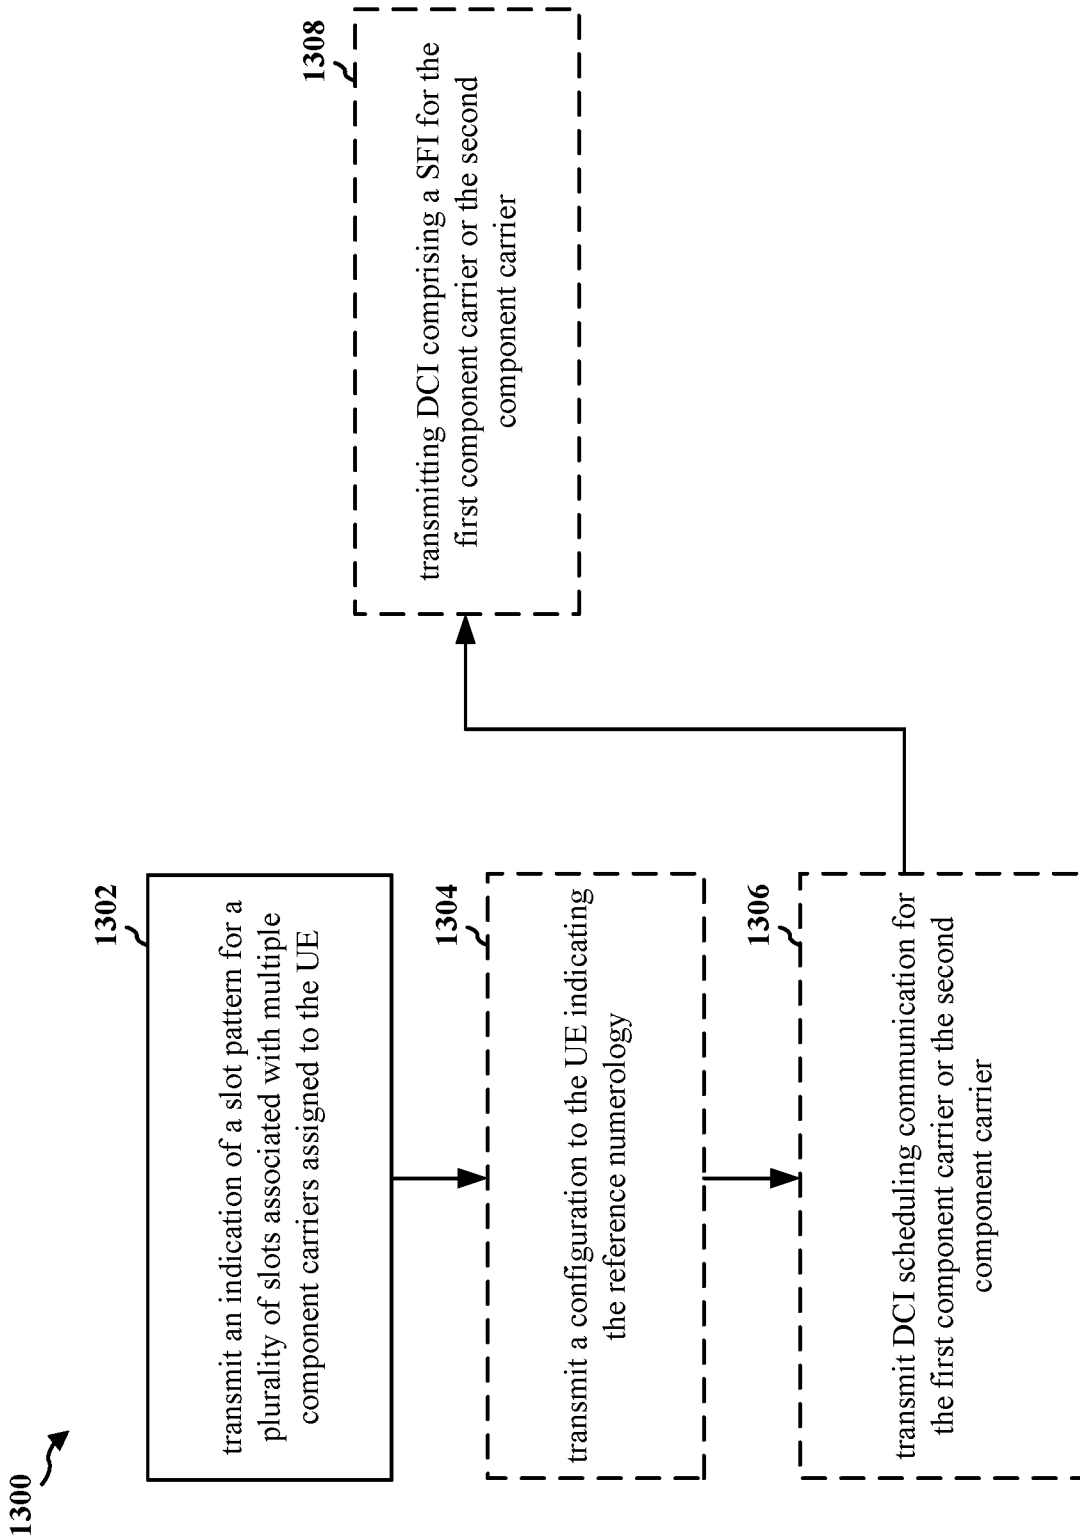 1300
1302
transmit an indication of a slot pattern for a
plurality of slots associated with multiple
component carriers assigned to the UE
1304
transmit a configuration to the UE indicating
the reference numerology
1306
transmit DCI scheduling communication for
the first component carrier or the second
component carrier
1308
transmitting DCI comprising a SFI for the
first component carrier or the second
component carrier